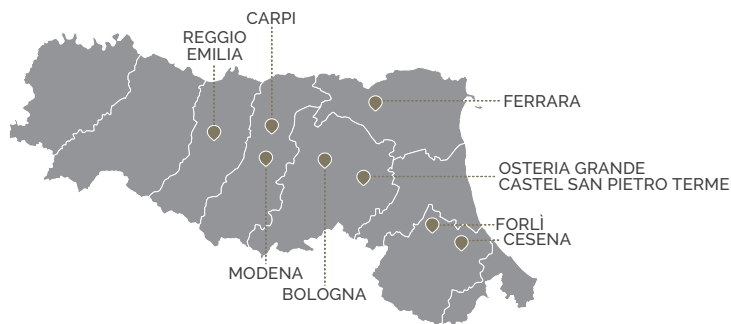 CARPI
REGGIO
EMILIA
FERRARA
OSTERIA GRANDE
CASTEL SAN PIETRO TERME
FORLÌ
CESENA
MODENA
BOLOGNA